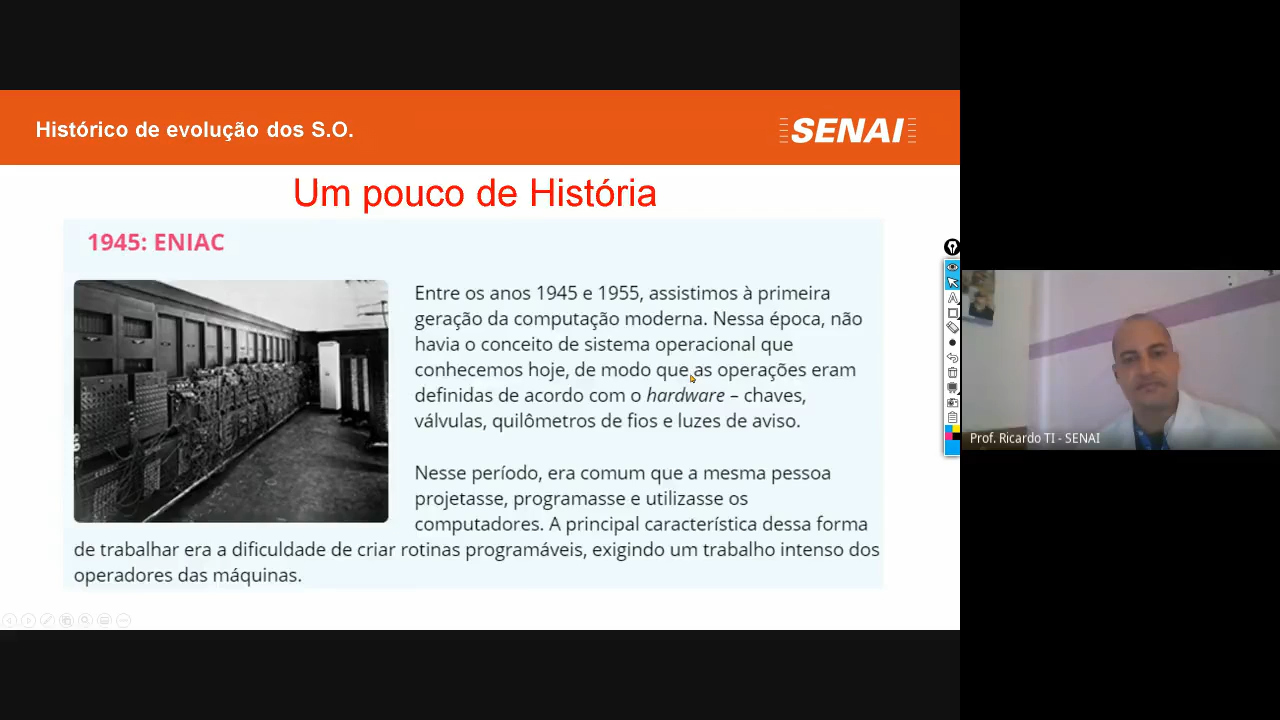 Histórico de evolução dos S.O.
SENAI
Um pouco de História
1945: ENIAC
Entre os anos 1945 e 1955, assistimos à primeira
geração da computação moderna. Nessa época, não
havia o conceito de sistema operacional que
conhecemos hoje, de modo que as operações eram
definidas de acordo com o hardware – chaves,
válvulas, quilômetros de fios e luzes de aviso.
Nesse período, era comum que a mesma pessoa
projetasse, programasse e utilizasse os
computadores. A principal característica dessa forma
de trabalhar era a dificuldade de criar rotinas programáveis, exigindo um trabalho intenso dos
operadores das máquinas.
Prof. Ricardo TI - SENAI